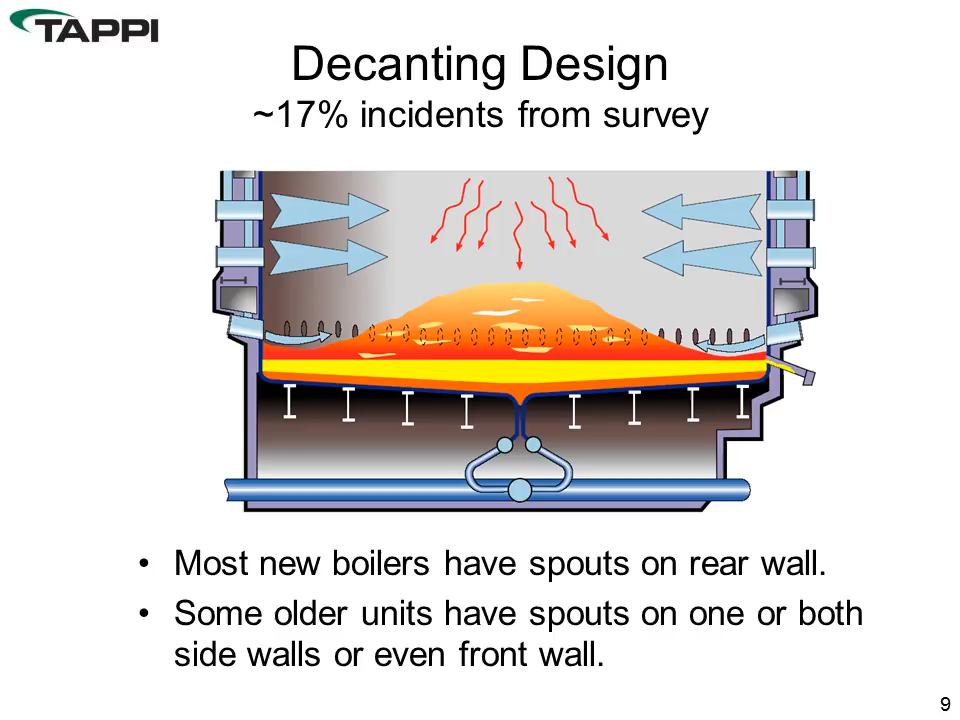 TAPPI
Decanting Design
~17% incidents from survey
• Most new boilers have spouts on rear wall.
• Some older units have spouts on one or both
side walls or even front wall.
9